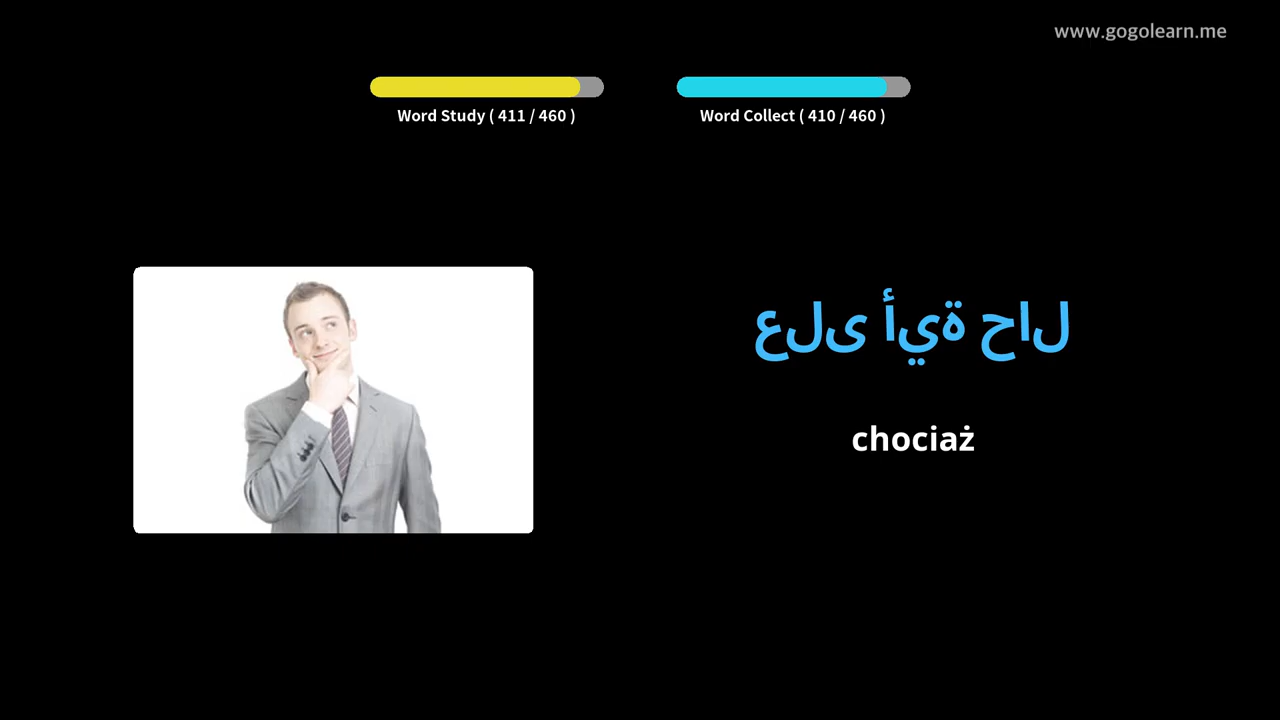 www.gogolearn.me
Word Study ( 411 / 460 )
Word Collect ( 410 / 460 )
على أية حال
chociaż